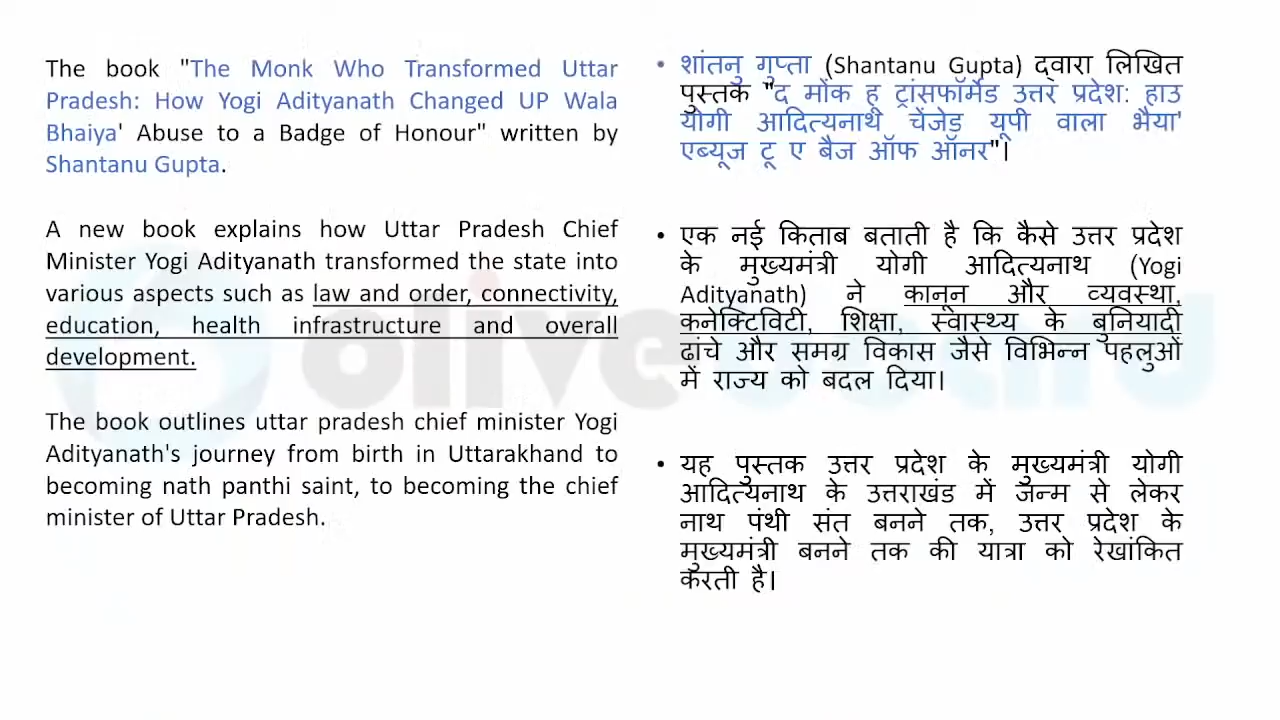 The book "The Monk Who Transformed Uttar
Pradesh: How Yogi Adityanath Changed UP Wala
Bhaiya' Abuse to a Badge of Honour" written by
Shantanu Gupta.
A new book explains how Uttar Pradesh Chief
Minister Yogi Adityanath transformed the state into
various aspects such as law and order, connectivity,
education, health infrastructure and overall
development.
The book outlines uttar pradesh chief minister Yogi
Adityanath's journey from birth in Uttarakhand to
becoming nath panthi saint, to becoming the chief
minister of Uttar Pradesh.
• शांतनु गुप्ता (Shantanu Gupta) द्वारा लिखित
पुस्तक "द मोंक हू ट्रांसफॉर्मेड उत्तर प्रदेश: हाउ
योगी आदित्यनाथ चेंजेड यूपी वाला भैया'
एब्यूज टू ए बैज ऑफ ऑनर"।
• एक नई किताब बताती है कि कैसे उत्तर प्रदेश
के मुख्यमंत्री योगी आदित्यनाथ (Yogi
Adityanath) ने कानून और व्यवस्था,
कनेक्टिविटी, शिक्षा, स्वास्थ्य के बुनियादी
ढांचे और समग्र विकास जैसे विभिन्न पहलुओं
में राज्य को बदल दिया।
• यह पुस्तक उत्तर प्रदेश के मुख्यमंत्री योगी
आदित्यनाथ के उत्तराखंड में जन्म से लेकर
नाथ पंथी संत बनने तक, उत्तर प्रदेश के
मुख्यमंत्री बनने तक की यात्रा को रेखांकित
करती है।
oliveboard